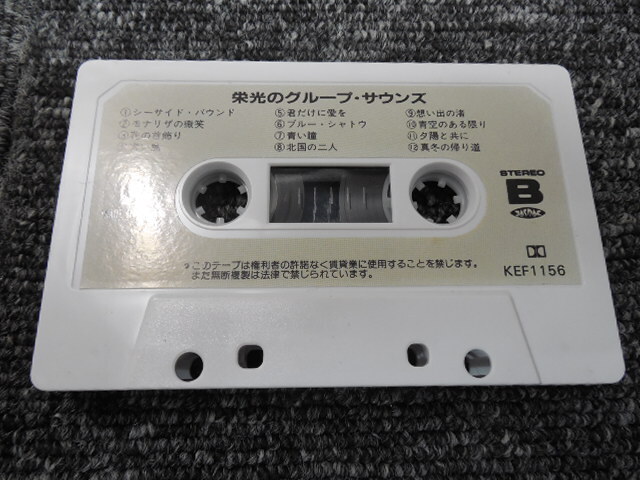 栄光のグループ・サウンズ
①シーサイド・バウンド
②モナリザの微笑
の首飾り
⑤君だけに愛を
⑥ブルー・シャトウ
⑦青い瞳
⑧北国の二人
⑨想い出の渚
⑩青空のある限り
⑪夕陽と共に
⑫真冬の帰り道
STEREO
B
このテープは権利者の許諾なく賃貸業に使用することを禁じます。
また無断複製は法律で禁じられています。
KEF1156